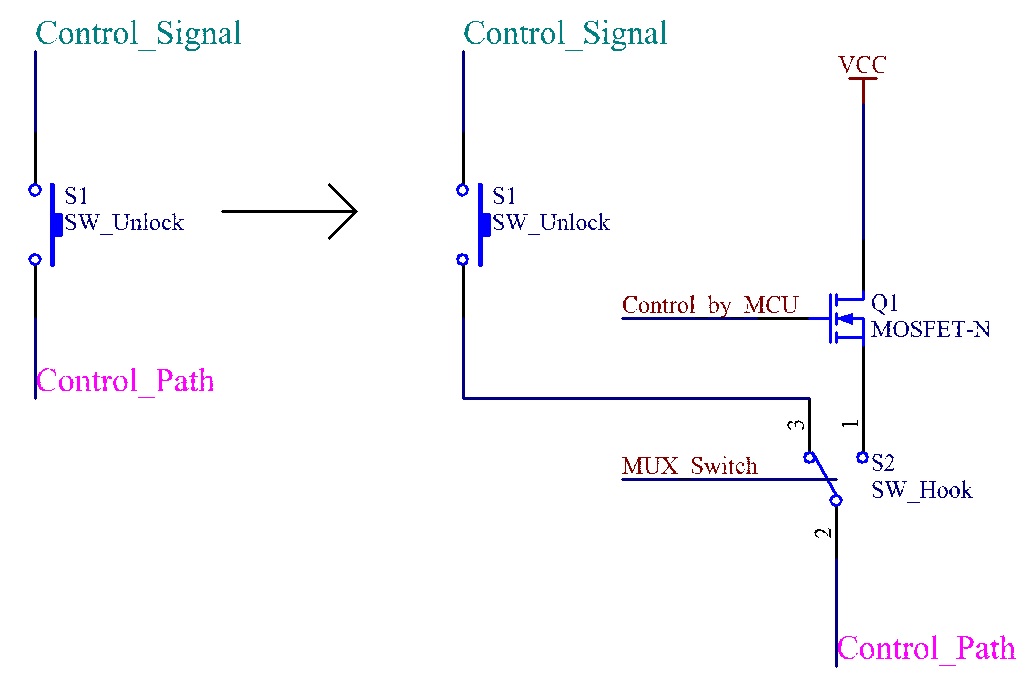 Control_Signal
S1
SW_Unlock
Control_Path
Control_Signal
S1
SW_Unlock
VCC
Control_by_MCU
Q1
MOSFET-N
3
1
MUX_Switch
S2
SW_Hook
2
Control_Path